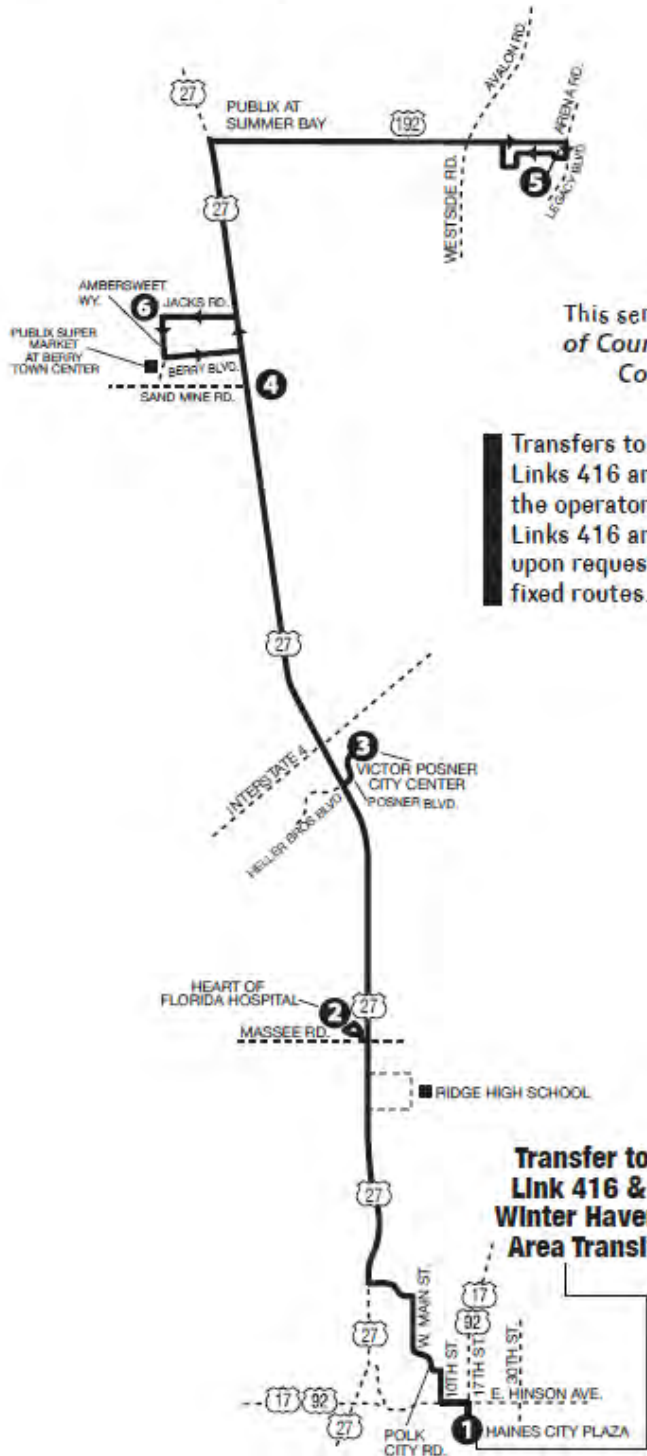 27
PUBLIX AT
SUMMER BAY
192
AVALON RD.
ARENA RD.
WESTSIDE RD.
LEGACY BLVD.
5
27
AMBERSWEET
WY.
6
JACKS RD.
PUBLIX SUPER
MARKET
AT BERRY
TOWN CENTER
BERRY BLVD.
SAND MINE RD.
4
This ser
of Cour
Co
Transfers to
Links 416 ar
the operator
Links 416 ar
upon reques
fixed routes.
27
INTERSTATE 4
3
VICTOR POSNER
CITY CENTER
POSNER BLVD.
HELLER BROS BLVD
HEART OF
FLORIDA HOSPITAL
2
27
MASSEE RD.
RIDGE HIGH SCHOOL
27
Transfer to
Link 416 &
Winter Haven
Area Transi
27
W. MAIN ST.
10TH ST.
17
92
17TH ST.
30TH ST.
17
92
27
E. HINSON AVE.
POLK
CITY RD.
1
HAINES CITY PLAZA